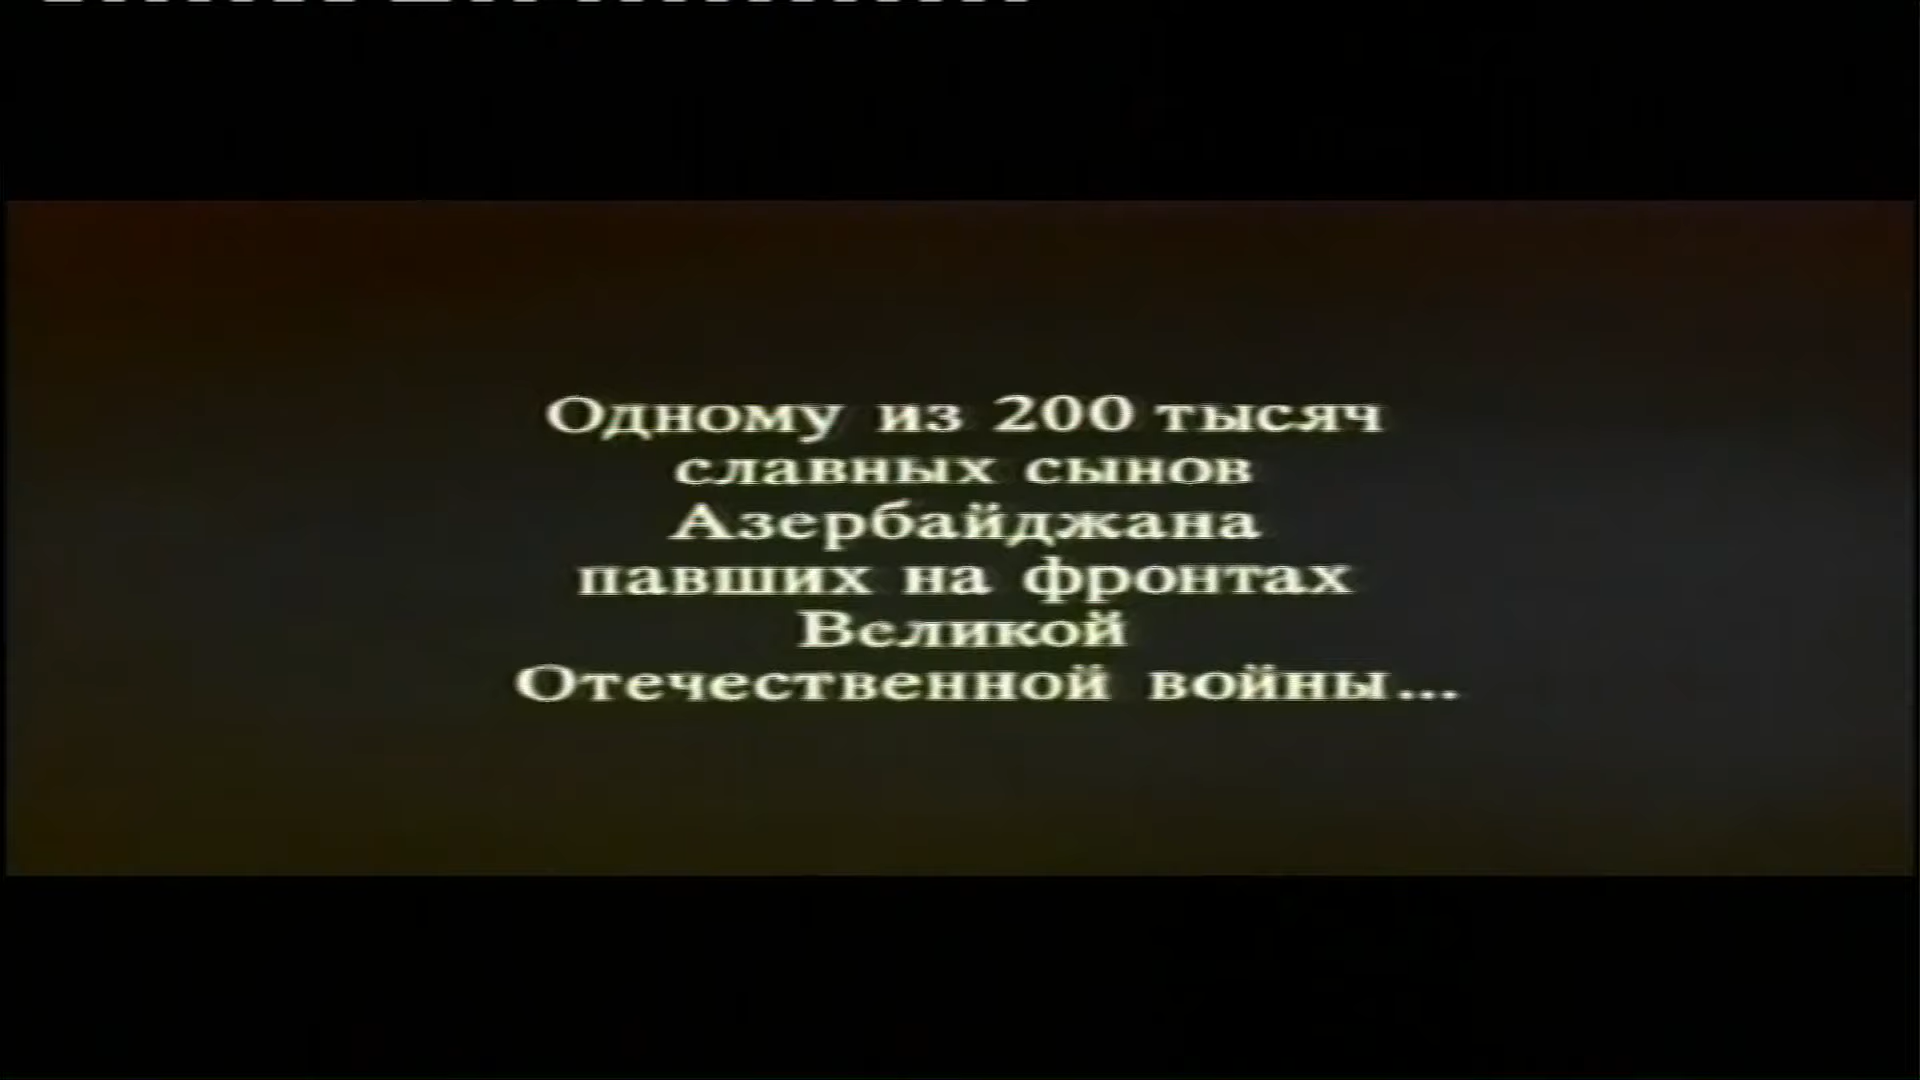 Одному из 200 тысяч
славных сынов
Азербайджана
павших на фронтах
Великой
Отечественной войны...